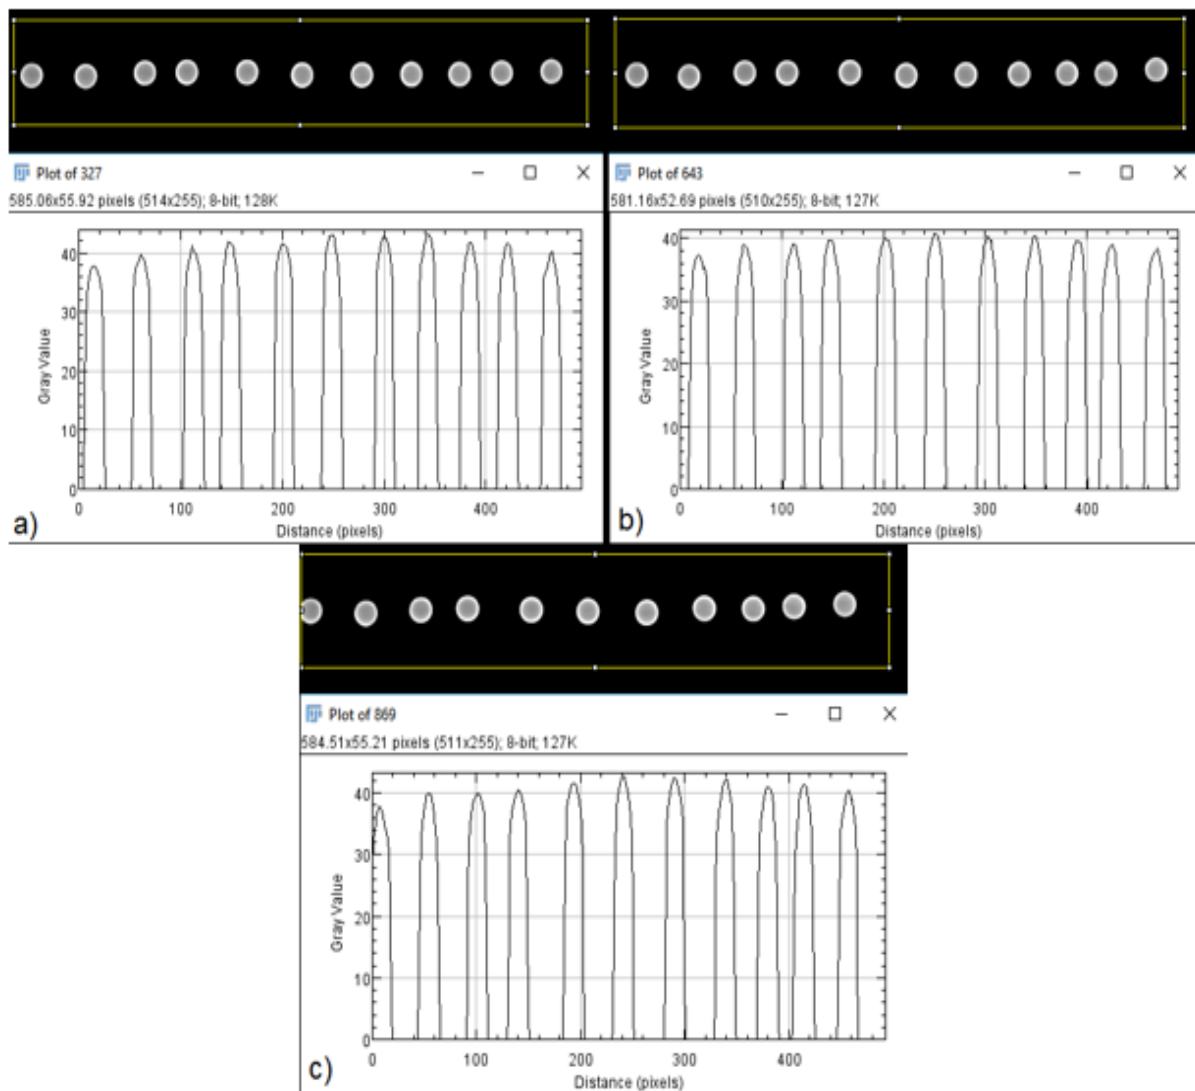 Plot of 327
585.06x55.92 pixels (514x255); 8-bit; 128K
40
30
20
10
0
Gray Value
0 100 200 300 400
Distance (pixels)
a)
Plot of 643
581.16x52.69 pixels (510x255); 8-bit; 127K
40
30
20
10
0
Gray Value
0 100 200 300 400
Distance (pixels)
b)
Plot of 869
584.51x55.21 pixels (511x255); 8-bit; 127K
40
30
20
10
0
Gray Value
0 100 200 300 400
Distance (pixels)
c)